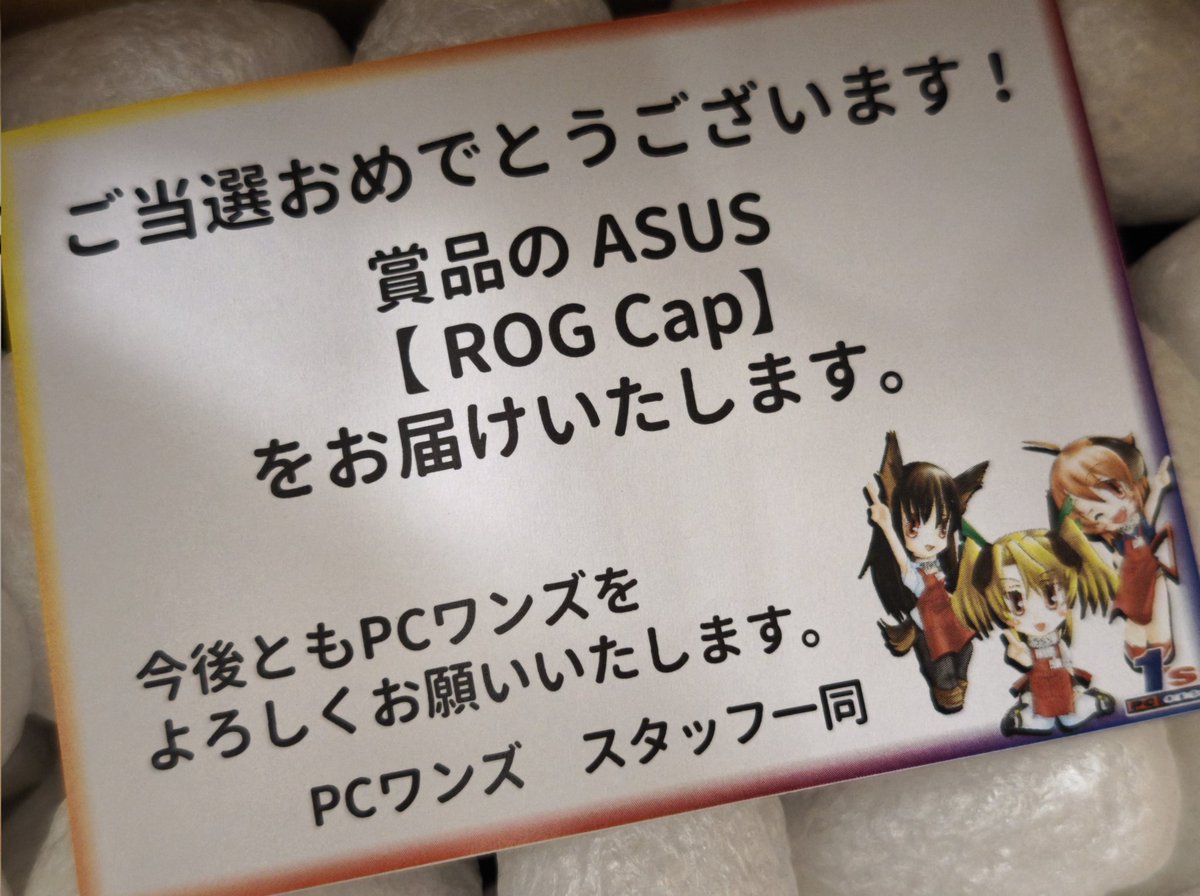 ご当選おめでとうございます！
賞品の ASUS
【 ROG Cap】
をお届けいたします。
今後ともPCワンズを
よろしくお願いいたします。
PCワンズ　スタッフ一同
1's
PC one